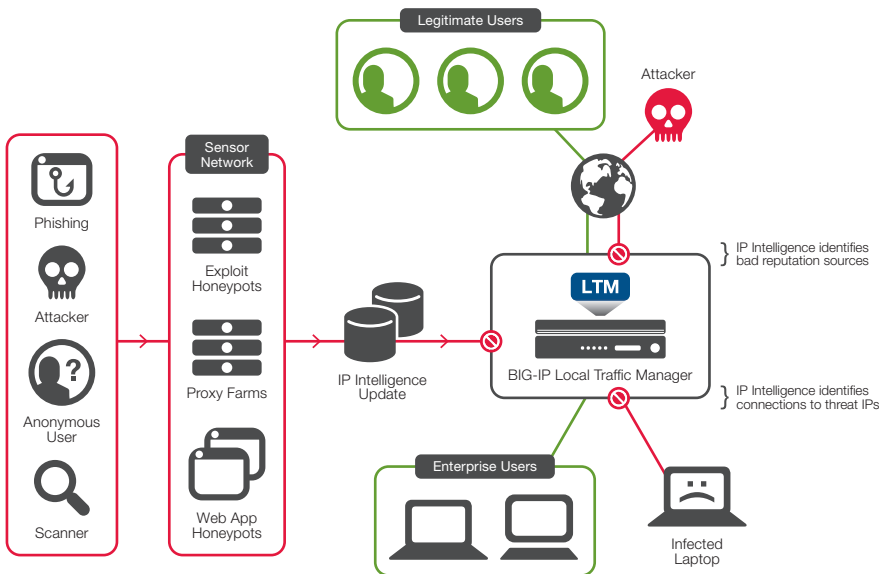 Legitimate Users
Attacker
Sensor
Network
Phishing
Attacker
Anonymous
User
Scanner
Exploit
Honeypots
Proxy Farms
Web App
Honeypots
IP Intelligence
Update
IP Intelligence identifies
bad reputation sources
LTM
BIG-IP Local Traffic Manager
IP Intelligence identifies
connections to threat IPs
Enterprise Users
Infected
Laptop